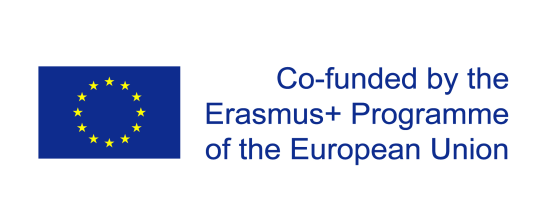 Co-funded by the
Erasmus+ Programme
of the European Union